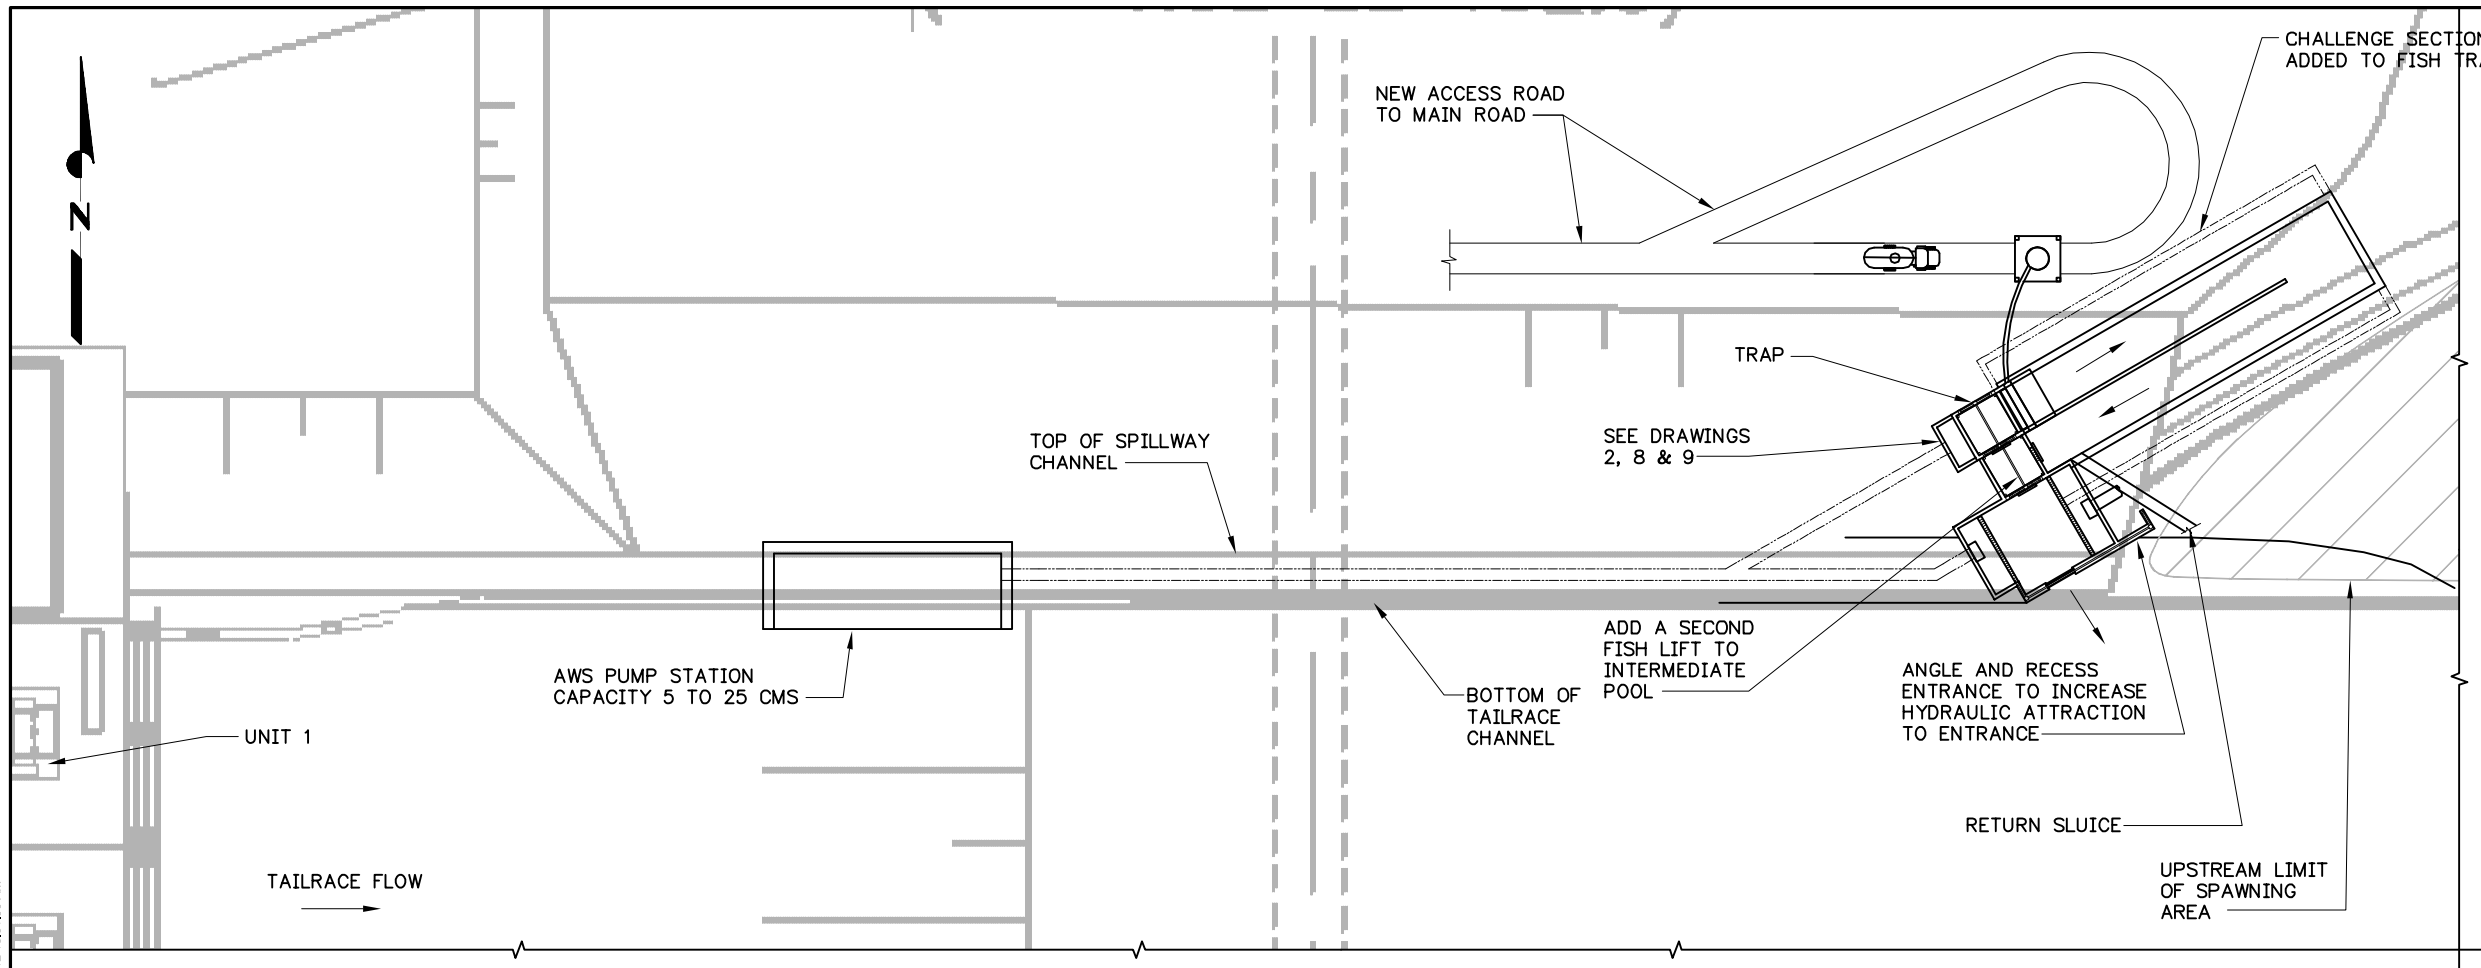 CHALLENGE SECTION
ADDED TO FISH
NEW ACCESS ROAD
TO MAIN ROAD
N
TRAP
TOP OF SPILLWAY
CHANNEL
SEE DRAWINGS
2, 8 & 9
AWS PUMP STATION
CAPACITY 5 TO 25 CMS
ADD A SECOND
FISH LIFT TO
INTERMEDIATE
POOL
BOTTOM OF
TAILRACE
CHANNEL
ANGLE AND RECESS
ENTRANCE TO INCREASE
HYDRAULIC ATTRACTION
TO ENTRANCE
UNIT 1
RETURN SLUICE
TAILRACE FLOW
UPSTREAM LIMIT
OF SPAWNING
AREA